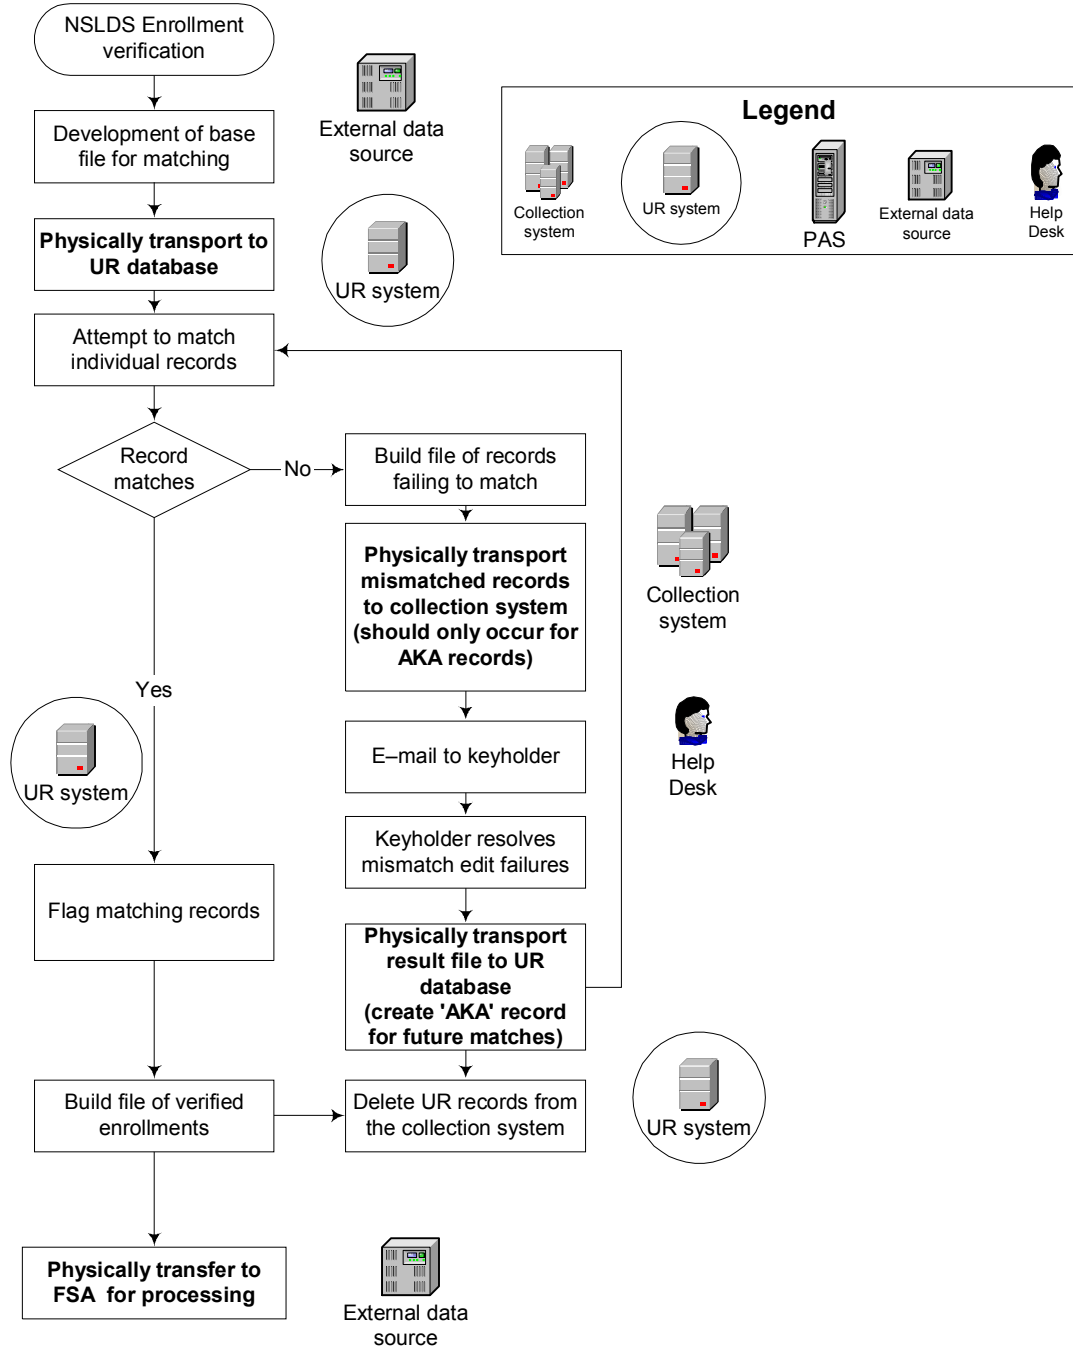 NSLDS Enrollment
verification
External data
source
Legend
Collection
system
UR system
PAS
External data
source
Help
Desk
Development of base
file for matching
Physically transport to
UR database
UR system
Attempt to match
individual records
Record
matches
No
Build file of records
failing to match
Physically transport
mismatched records
to collection system
(should only occur for
AKA records)
Collection
system
Yes
UR system
E–mail to keyholder
Help
Desk
Keyholder resolves
mismatch edit failures
Flag matching records
Physically transport
result file to UR
database
(create 'AKA' record
for future matches)
Build file of verified
enrollments
Delete UR records from
the collection system
UR system
Physically transfer to
FSA for processing
External data
source